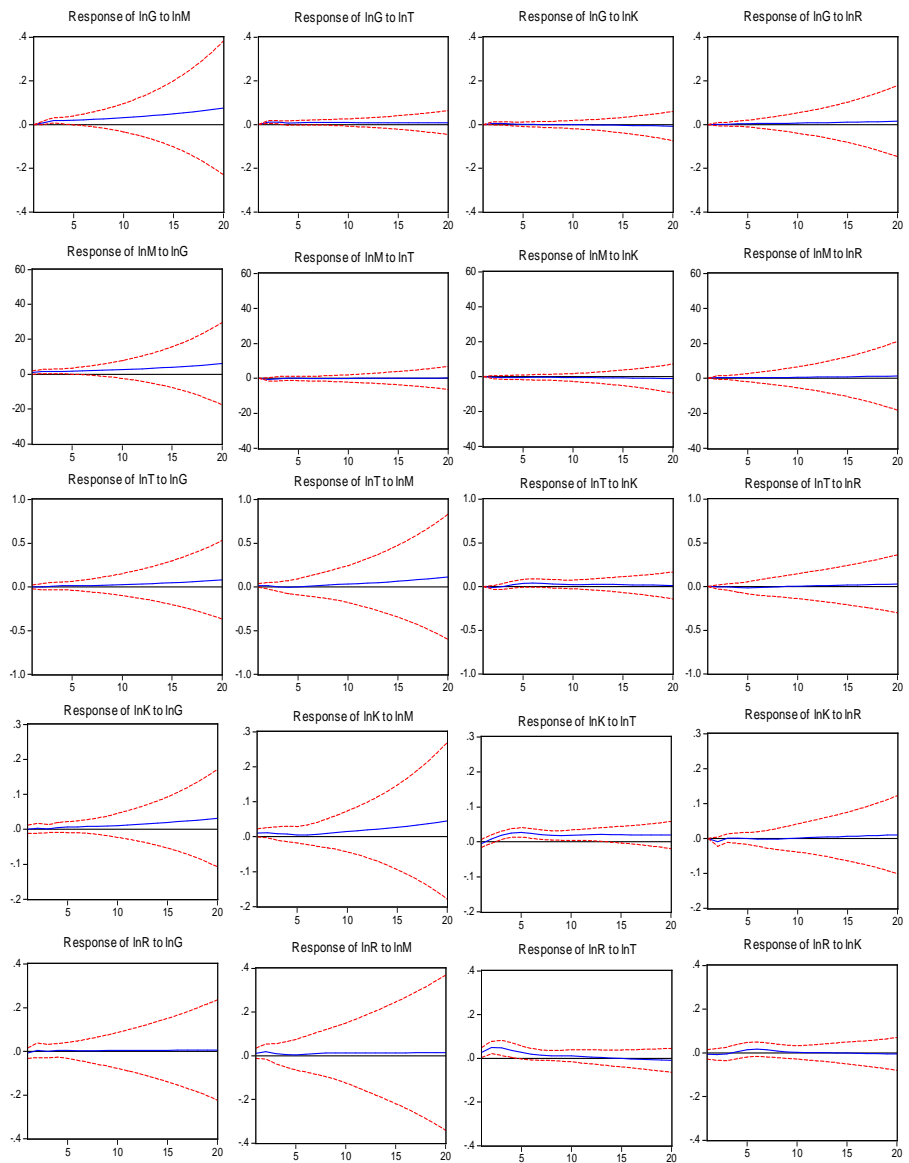 Response of lnG to lnM
.4
.2
.0
-.2
-.4
5 10 15 20
Response of lnG to lnT
.4
.2
.0
-.2
-.4
5 10 15 20
Response of lnG to lnK
.4
.2
.0
-.2
-.4
5 10 15 20
Response of lnG to lnR
.4
.2
.0
-.2
-.4
5 10 15 20
Response of lnM to lnG
60
40
20
0
-20
-40
5 10 15 20
Response of lnM to lnT
60
40
20
0
-20
-40
5 10 15 20
Response of lnM to lnK
60
40
20
0
-20
-40
5 10 15 20
Response of lnM to lnR
60
40
20
0
-20
-40
5 10 15 20
Response of lnT to lnG
1.0
0.5
0.0
-0.5
-1.0
5 10 15 20
Response of lnT to lnM
1.0
0.5
0.0
-0.5
-1.0
5 10 15 20
Response of lnT to lnK
1.0
0.5
0.0
-0.5
-1.0
5 10 15 20
Response of lnT to lnR
1.0
0.5
0.0
-0.5
-1.0
5 10 15 20
Response of lnK to lnG
.3
.2
.1
.0
-.1
-.2
5 10 15 20
Response of lnK to lnM
.3
.2
.1
.0
-.1
-.2
5 10 15 20
Response of lnK to lnT
.3
.2
.1
.0
-.1
-.2
5 10 15 20
Response of lnK to lnR
.3
.2
.1
.0
-.1
-.2
5 10 15 20
Response of lnR to lnG
.4
.2
.0
-.2
-.4
5 10 15 20
Response of lnR to lnM
.4
.2
.0
-.2
-.4
5 10 15 20
Response of lnR to lnT
.4
.2
.0
-.2
-.4
5 10 15 20
Response of lnR to lnK
.4
.2
.0
-.2
-.4
5 10 15 20